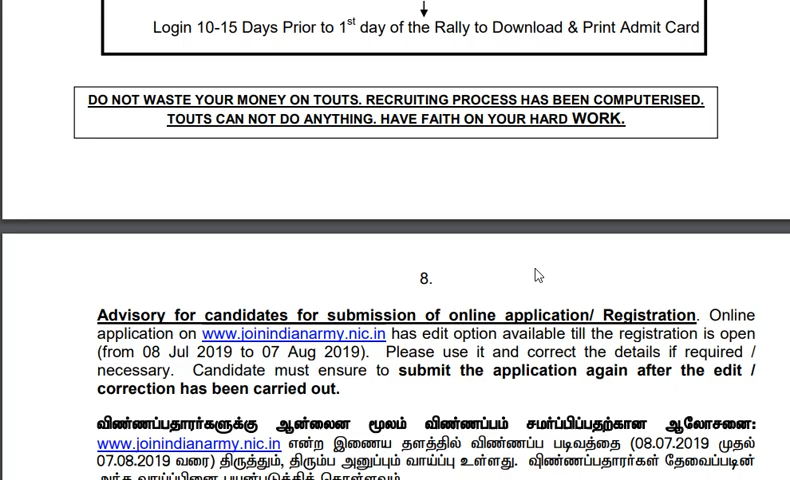 Login 10-15 Days Prior to 1st day of the Rally to Download & Print Admit Card
DO NOT WASTE YOUR MONEY ON TOUTS. RECRUITING PROCESS HAS BEEN COMPUTERISED.
TOUTS CAN NOT DO ANYTHING. HAVE FAITH ON YOUR HARD WORK.
8.
Advisory for candidates for submission of online application/ Registration. Online
application on www.joinindianarmy.nic.in has edit option available till the registration is open
(from 08 Jul 2019 to 07 Aug 2019). Please use it and correct the details if required /
necessary. Candidate must ensure to submit the application again after the edit /
correction has been carried out.
விண்ணப்பதாரர்களுக்கு ஆன்லைன மூலம் விண்ணப்பம் சமர்ப்பிப்பதற்கான ஆலோசனை:
www.joinindianarmy.nic.in என்ற இணைய தளத்தில் விண்ணப்ப படிவத்தை (08.07.2019 முதல்
07.08.2019 வரை) திருத்தும், திரும்ப அனுப்பும் வாய்ப்பு உள்ளது. விண்ணப்பதாரர்கள் தேவைப்படின்
அந்த வாய்ப்பினை பயன்படுத்திக் கொள்ளவும்